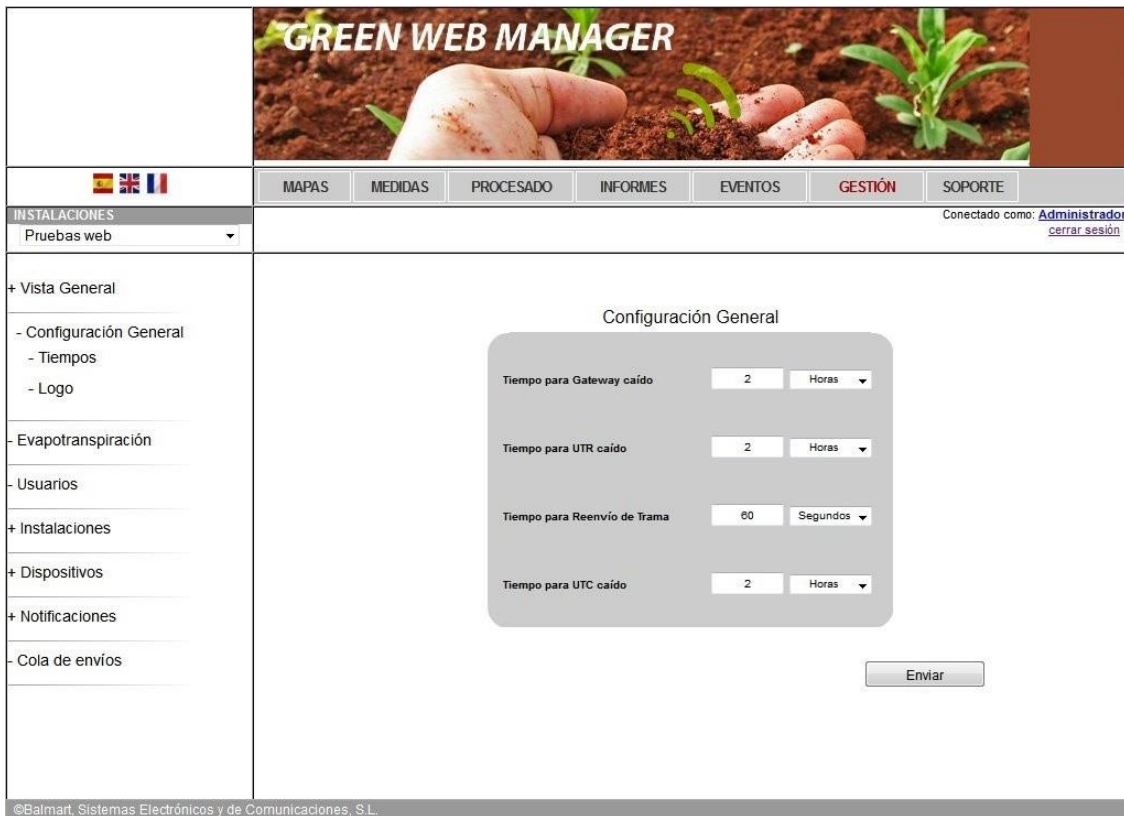 GREEN WEB MANAGER
MAPAS MEDIDAS PROCESADO INFORMES EVENTOS GESTIÓN SOPORTE
INSTALACIONES
Pruebas web
Conectado como: Administrador
cerrar sesión
+ Vista General
- Configuración General
- Tiempos
- Logo
- Evapotranspiración
- Usuarios
+ Instalaciones
+ Dispositivos
+ Notificaciones
- Cola de envíos
Configuración General
Tiempo para Gateway caído 2 Horas
Tiempo para UTR caído 2 Horas
Tiempo para Reenvío de Trama 60 Segundos
Tiempo para UTC caído 2 Horas
Enviar
©Balmart, Sistemas Electrónicos y de Comunicaciones, S.L.